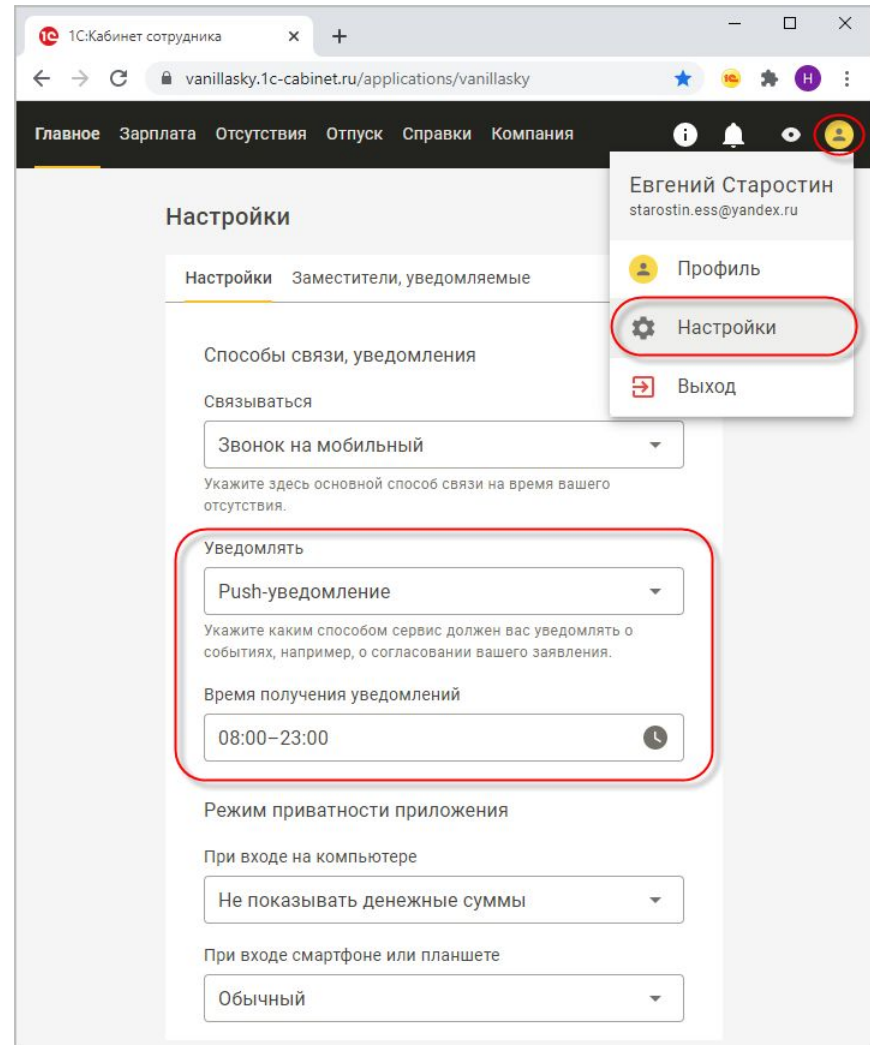 1С:Кабинет сотрудника
vanillasky.1c-cabinet.ru/applications/vanillasky
1С
Н
Главное Зарплата Отсутствия Отпуск Справки Компания
Евгений Старостин
starostin.ess@yandex.ru
Профиль
Настройки
Выход
Настройки
Настройки Заместители, уведомляемые
Способы связи, уведомления
Связываться
Звонок на мобильный
Укажите здесь основной способ связи на время вашего
отсутствия.
Уведомлять
Push-уведомление
Укажите каким способом сервис должен вас уведомлять о
событиях, например, о согласовании вашего заявления.
Время получения уведомлений
08:00–23:00
Режим приватности приложения
При входе на компьютере
Не показывать денежные суммы
При входе смартфоне или планшете
Обычный